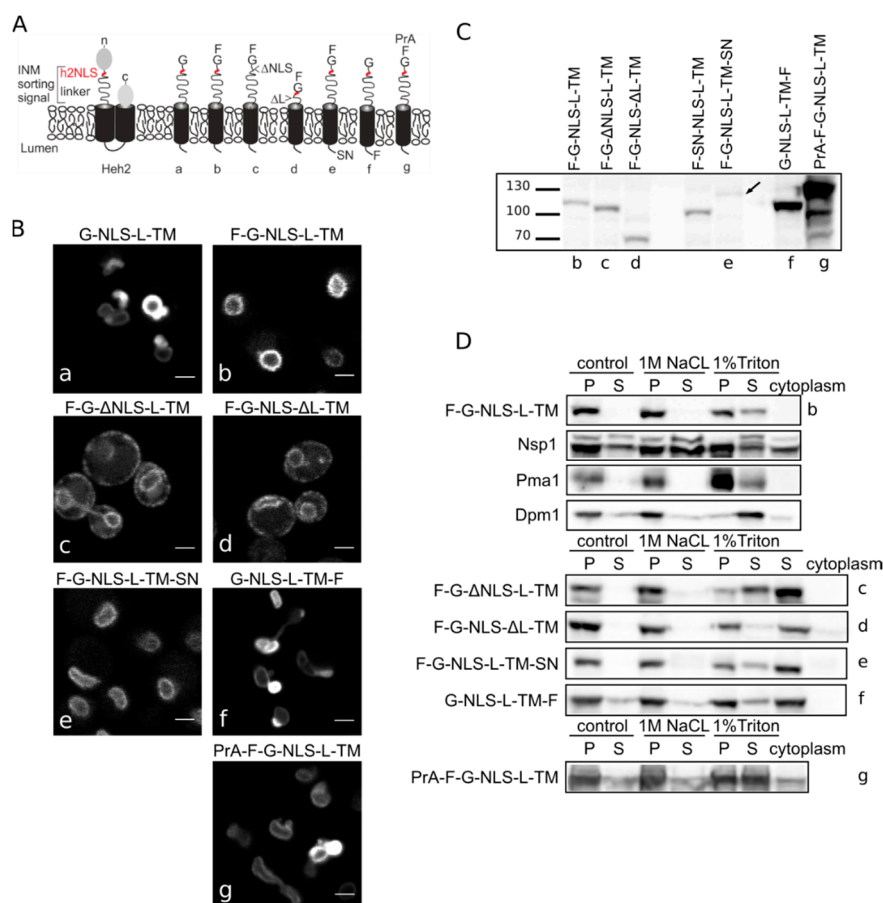 A
n
h2NLS
INM
sorting
signal
linker
c
G
F
G
F
G
<ΔNLS
ΔL>
F
G
F
G
G
PrA
F
G
SN
F
Lumen
Heh2
a
b
c
d
e
f
g
B
G-NLS-L-TM
F-G-NLS-L-TM
a
b
F-G-ΔNLS-L-TM
F-G-NLS-ΔL-TM
c
d
F-G-NLS-L-TM-SN
G-NLS-L-TM-F
e
f
PrA-F-G-NLS-L-TM
g
C
F-G-NLS-L-TM
F-G-ΔNLS-L-TM
F-G-NLS-ΔL-TM
F-SN-NLS-L-TM
F-G-NLS-L-TM-SN
G-NLS-L-TM-F
PrA-F-G-NLS-L-TM
130
100
70
b c d e f g
D
control 1M NaCL 1%Triton
P S P S P S cytoplasm
F-G-NLS-L-TM b
Nsp1
Pma1
Dpm1
control 1M NaCL 1%Triton
P S P S P S S cytoplasm
F-G-ΔNLS-L-TM c
F-G-NLS-ΔL-TM d
F-G-NLS-L-TM-SN e
G-NLS-L-TM-F f
control 1M NaCL 1%Triton
P S P S P S cytoplasm
PrA-F-G-NLS-L-TM g